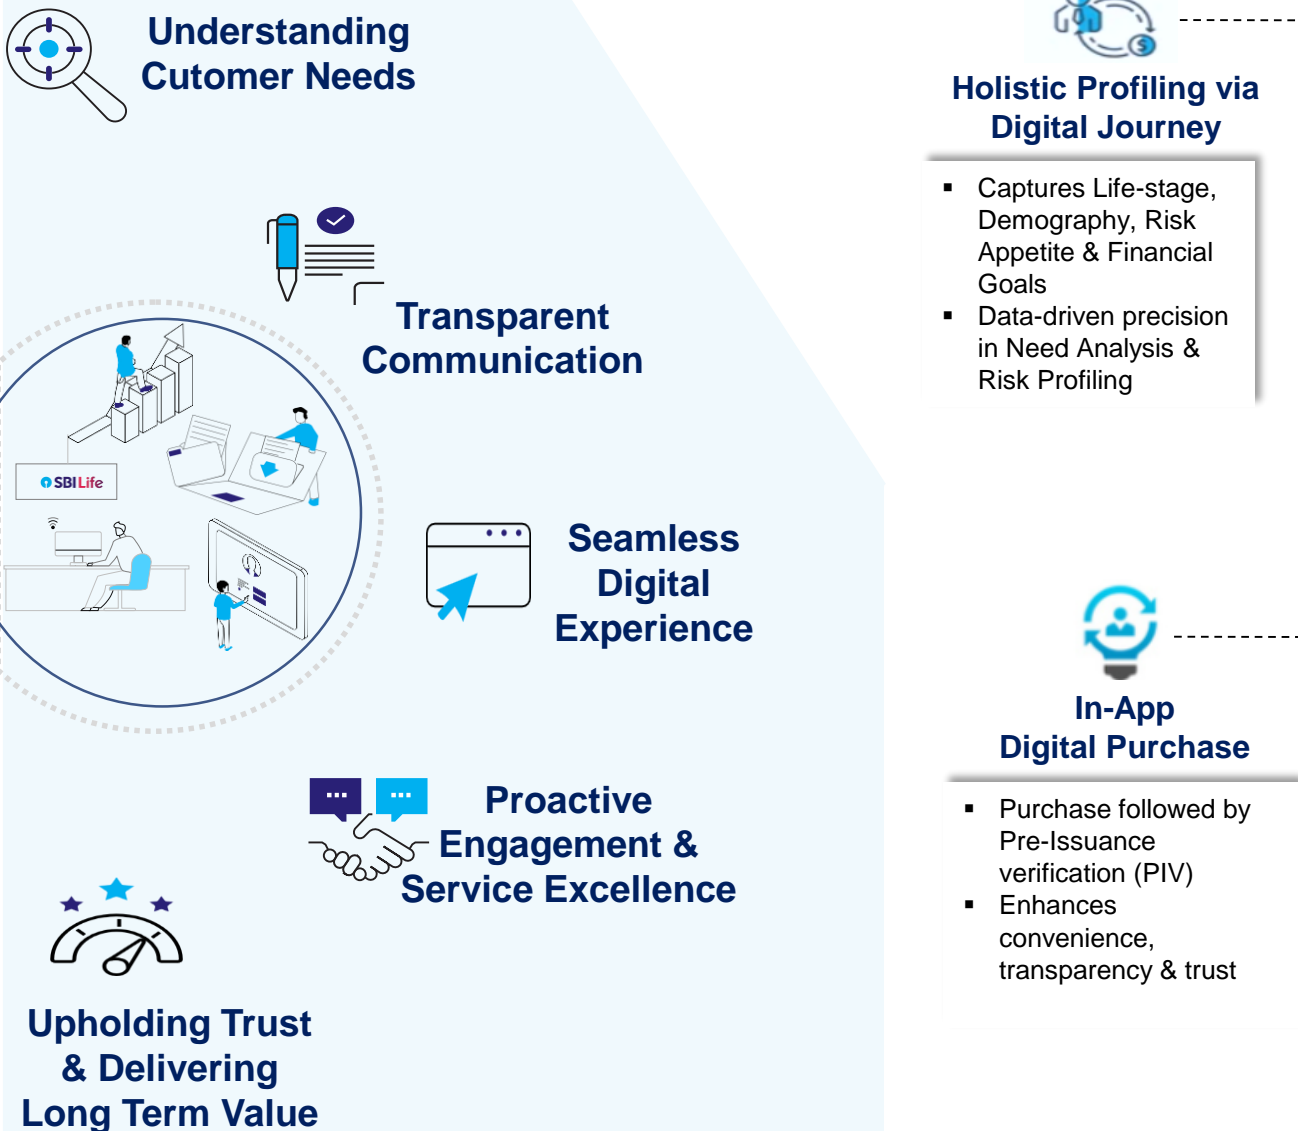 Understanding
Cutomer Needs
Transparent
Communication
SBI Life
Seamless
Digital
Experience
Proactive
Engagement &
Service Excellence
Upholding Trust
& Delivering
Long Term Value
Holistic Profiling via
Digital Journey
▪ Captures Life-stage,
Demography, Risk
Appetite & Financial
Goals
▪ Data-driven precision
in Need Analysis &
Risk Profiling
In-App
Digital Purchase
▪ Purchase followed by
Pre-Issuance
verification (PIV)
▪ Enhances
convenience,
transparency & trust